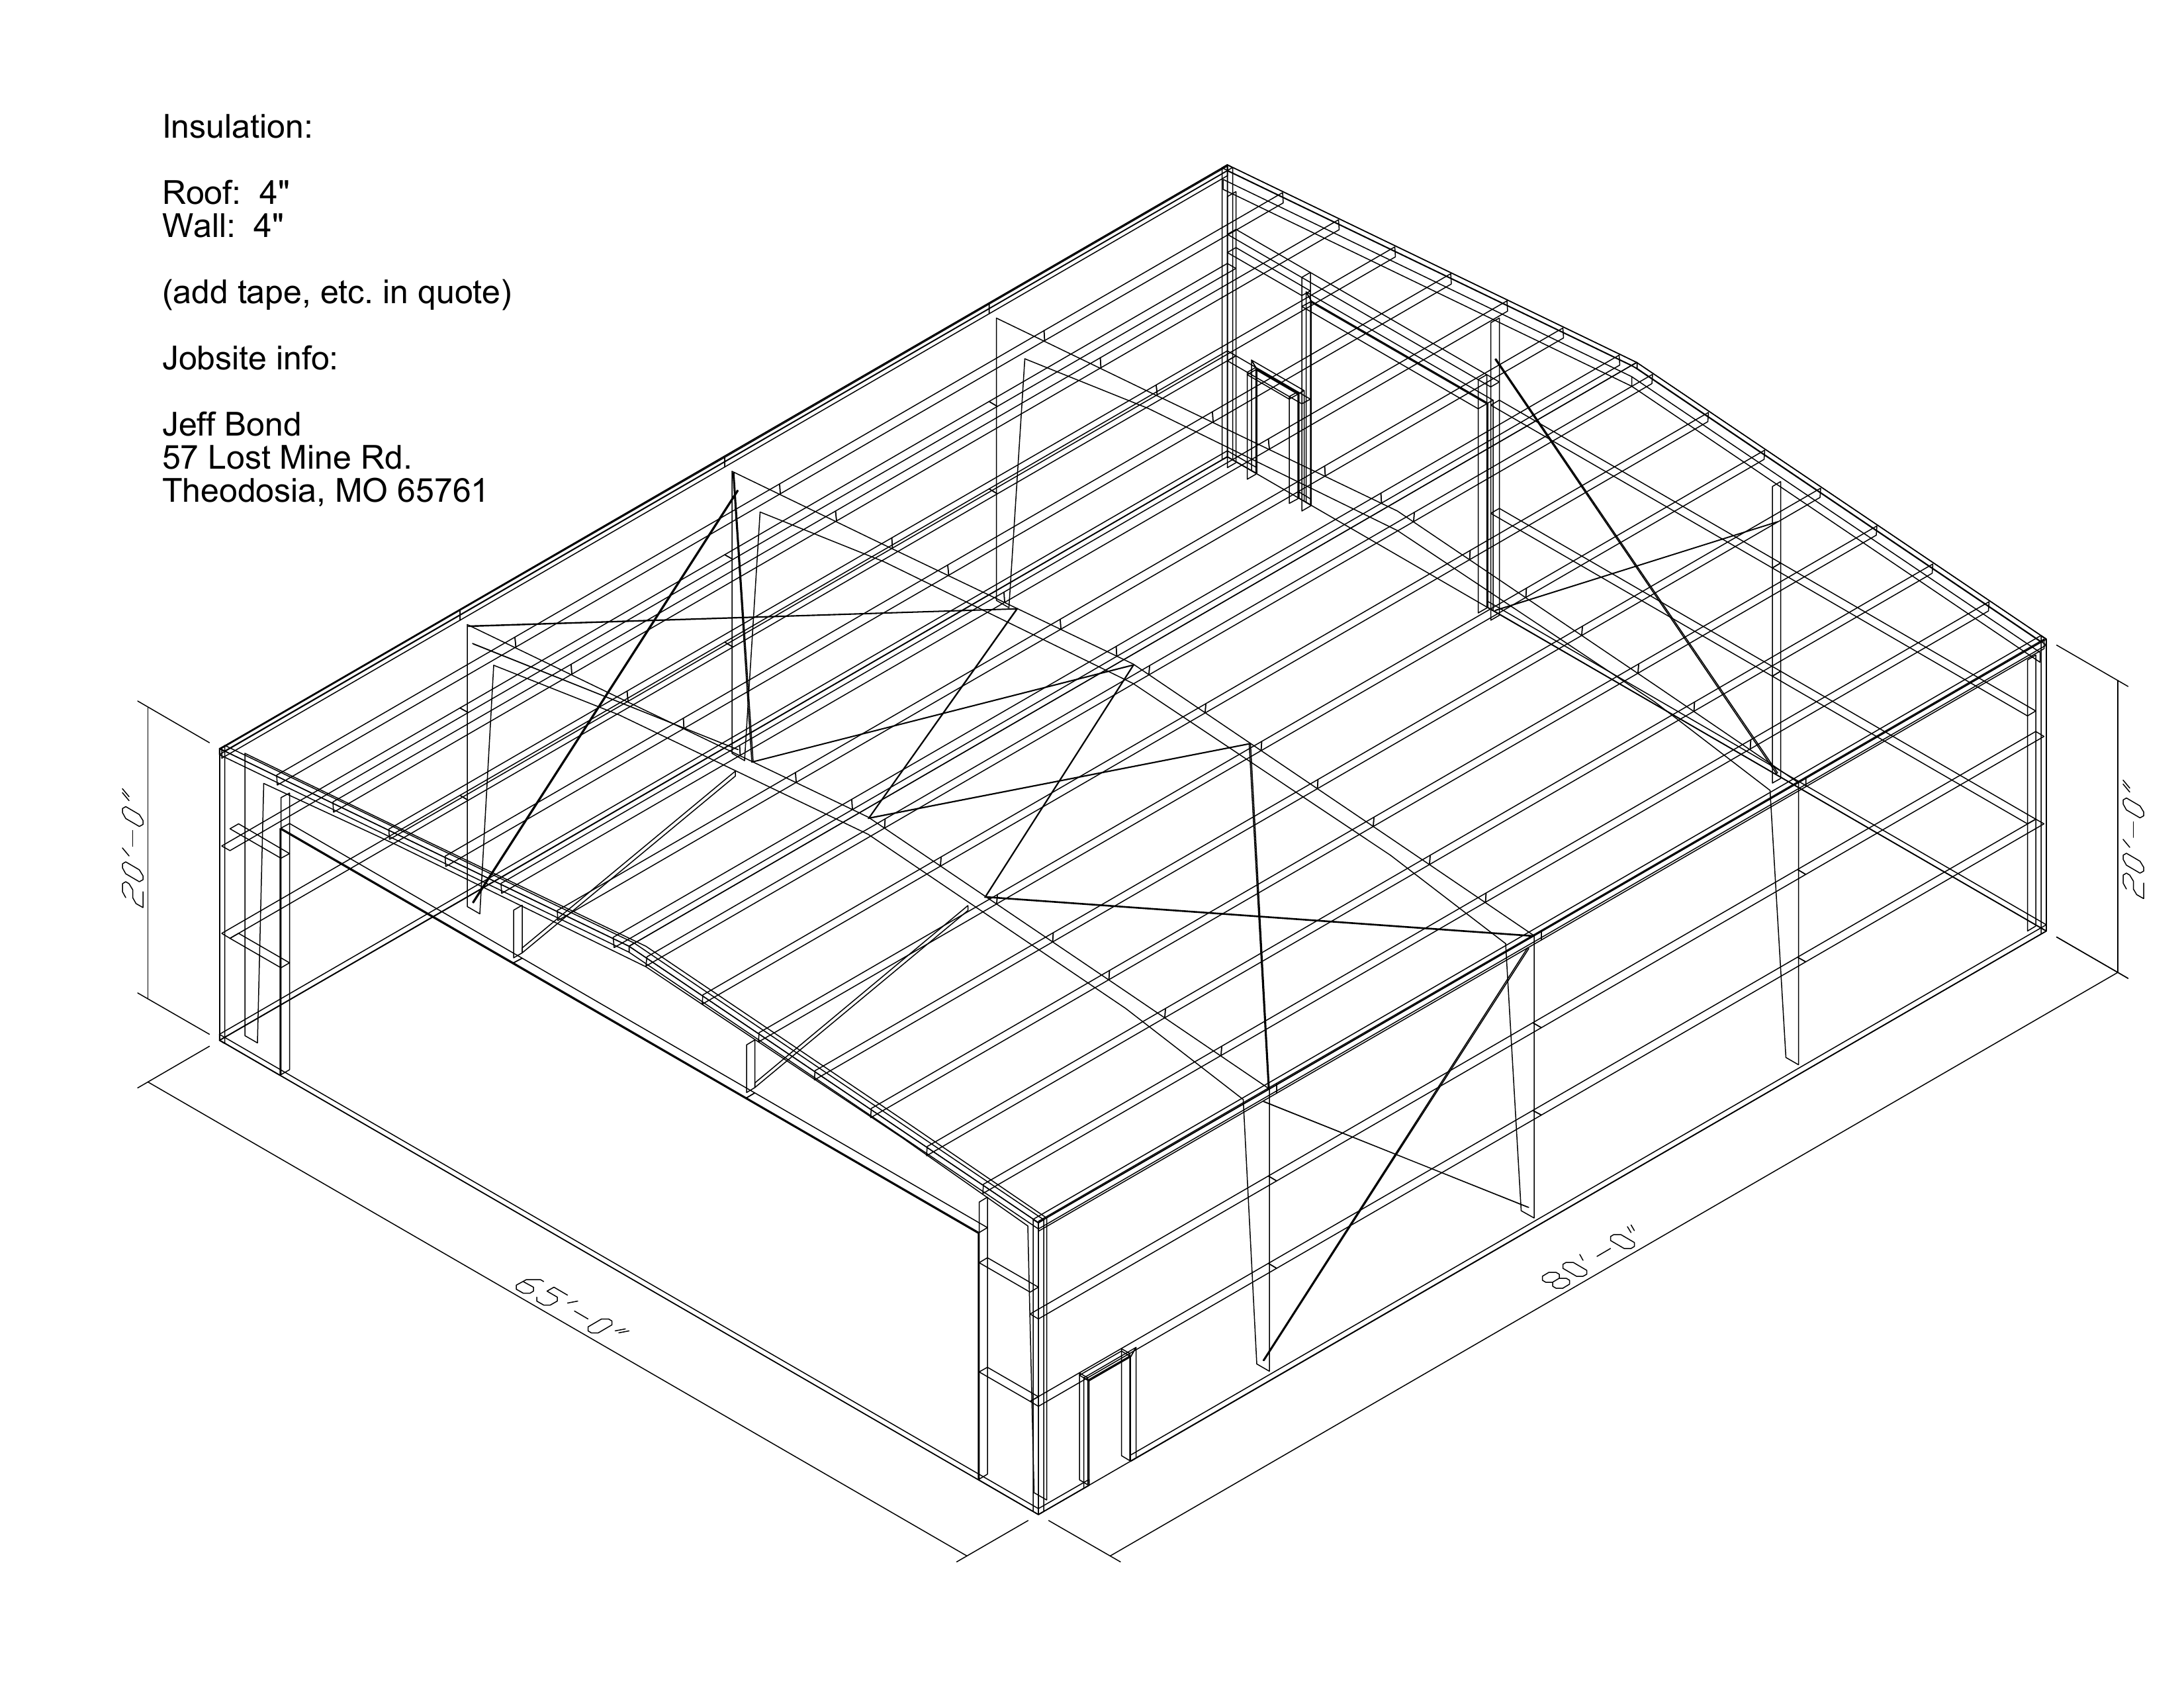 Insulation:
Roof: 4"
Wall: 4"
(add tape, etc. in quote)
Jobsite info:
Jeff Bond
57 Lost Mine Rd.
Theodosia, MO 65761
20'-0"
20'-0"
65'-0"
80'-0"